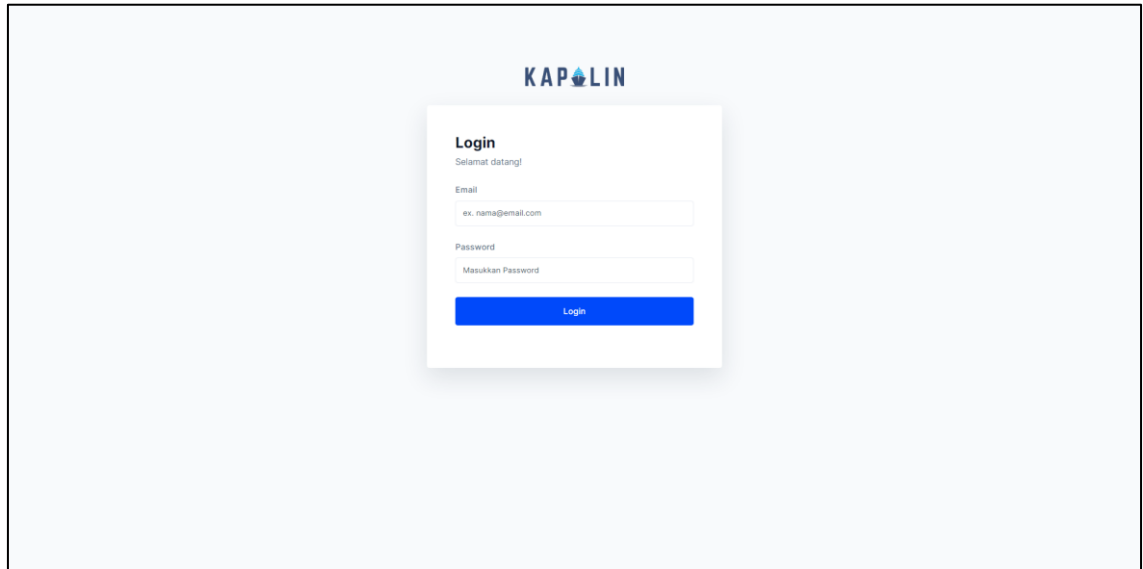 KAPALIN
Login
Selamat datang!
Email
ex. nama@email.com
Password
Masukkan Password
Login